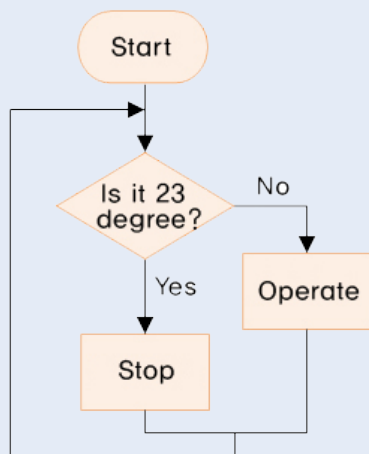 Start
Is it 23
degree?
No
Yes
Operate
Stop